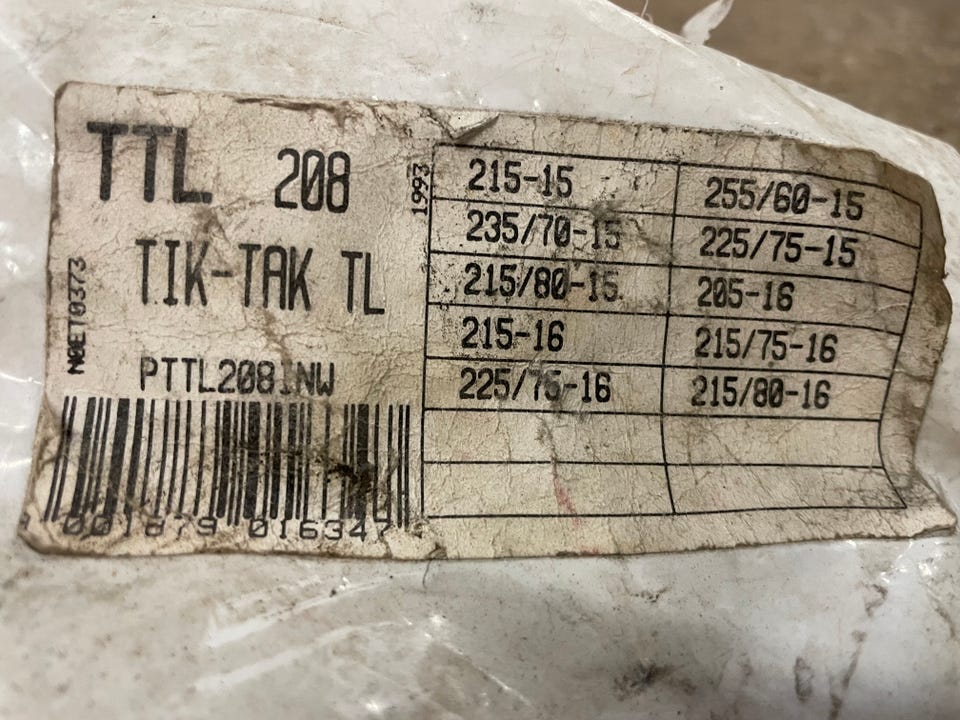 TTL 208
1993
TIK-TAK TL
N0ET0373
PTTL208INW
001879 016347
215-15 255/60-15
235/70-15 225/75-15
215/80-15 205-16
215-16 215/75-16
225/75-16 215/80-16